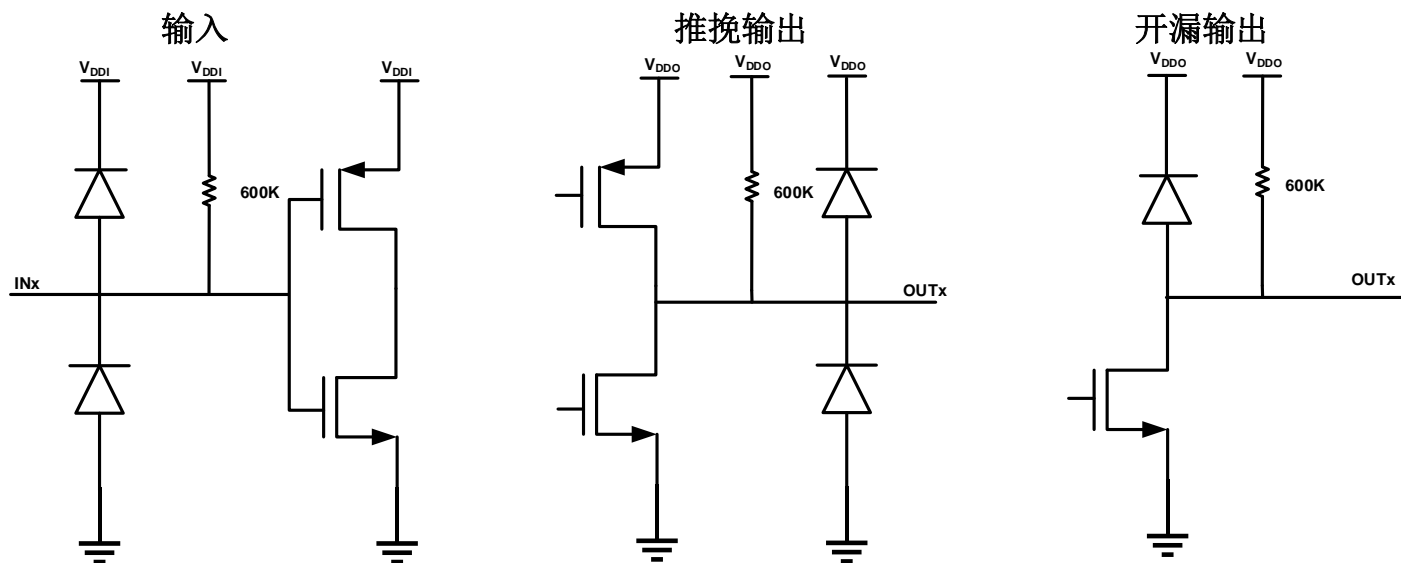 输入
推挽输出
开漏输出
VDDI
VDDI
VDDI
VDDO
VDDO
VDDO
VDDO
VDDO
600K
600K
600K
INx
OUTx
OUTx